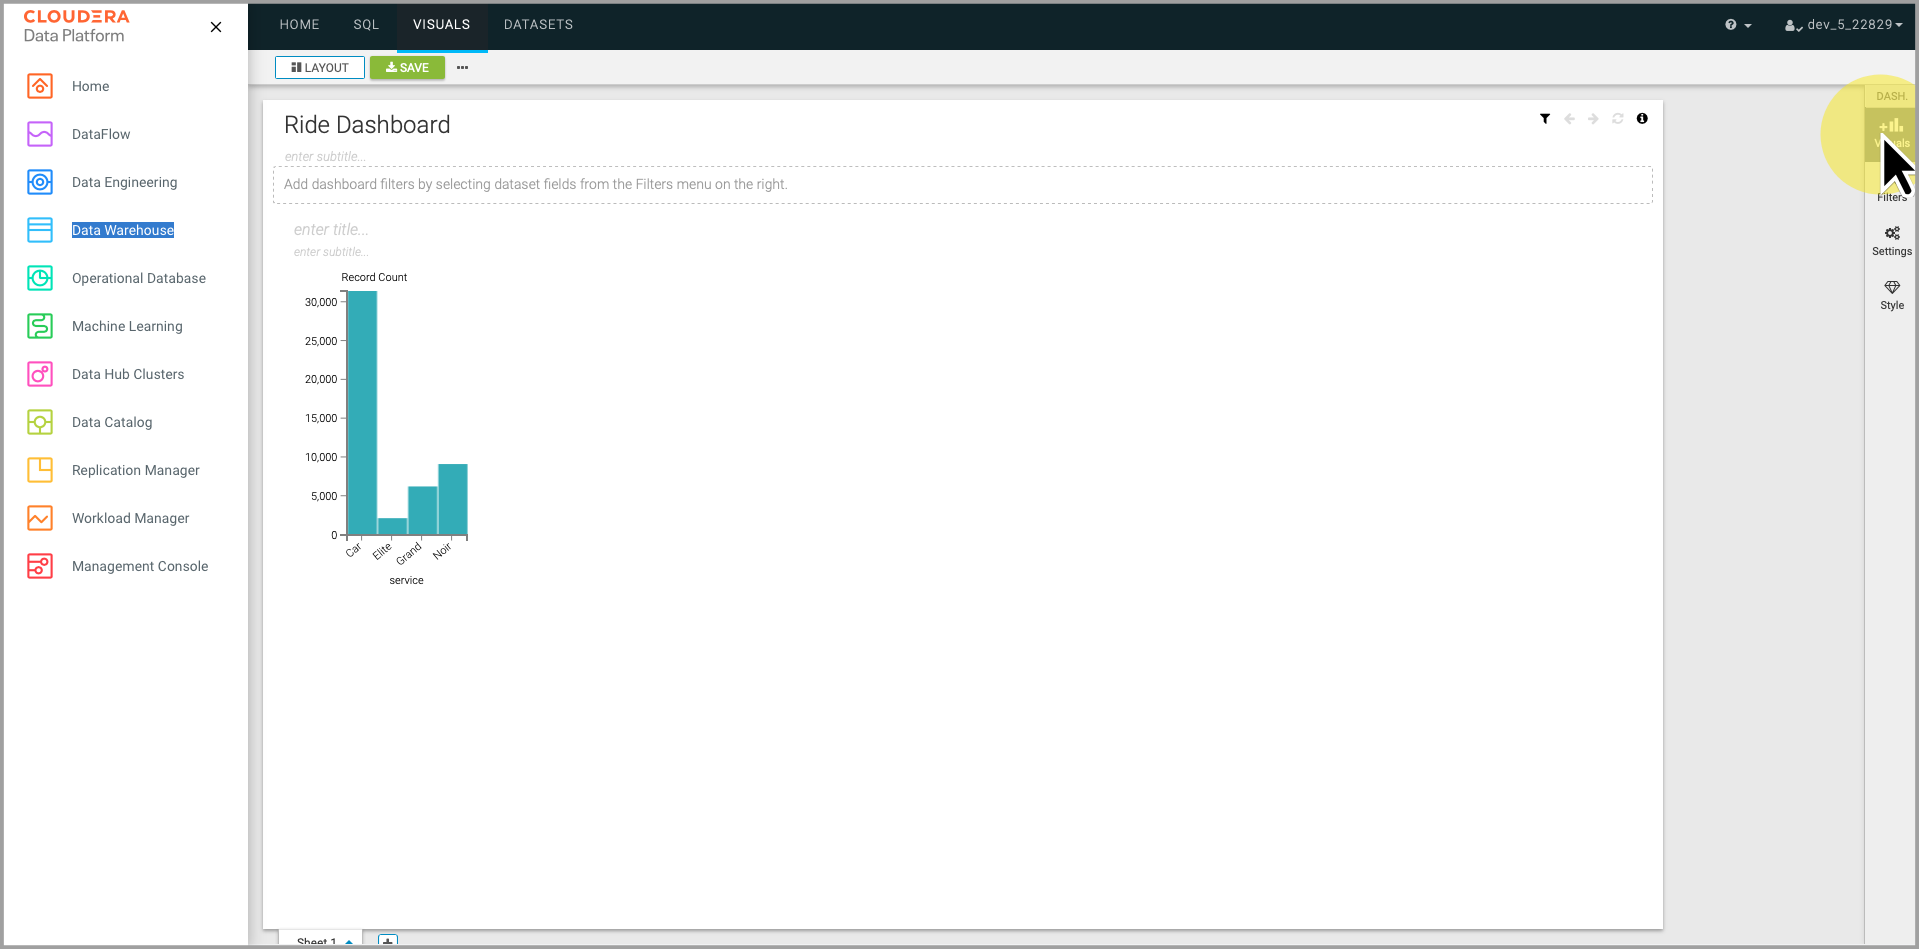 CLOUDERA
Data Platform
Home
DataFlow
Data Engineering
Data Warehouse
Operational Database
Machine Learning
Data Hub Clusters
Data Catalog
Replication Manager
Workload Manager
Management Console
HOME SQL VISUALS DATASETS
dev_5_22829
LAYOUT SAVE
Ride Dashboard
enter subtitle...
Add dashboard filters by selecting dataset fields from the Filters menu on the right.
enter title...
enter subtitle...
Record Count
30,000
25,000
20,000
15,000
10,000
5,000
0
Car Elite Grand Noir
service
Sheet 1
DASH.
Filters
Settings
Style